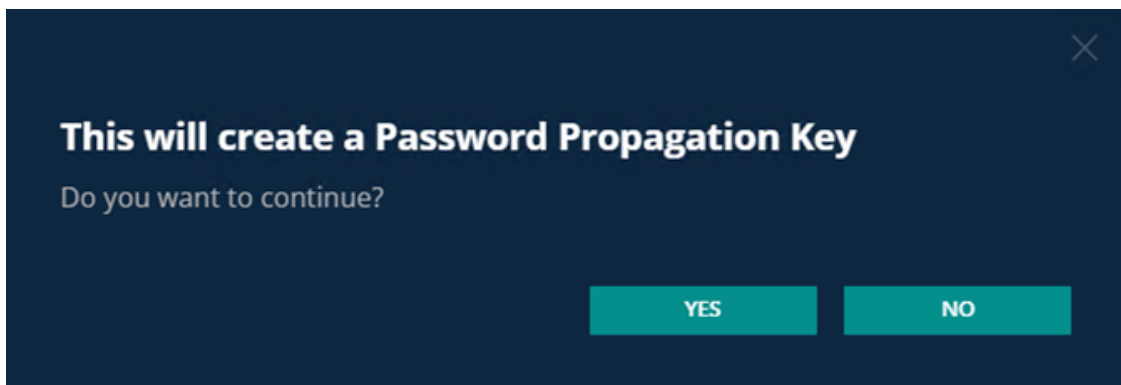 This will create a Password Propagation Key
Do you want to continue?
YES NO